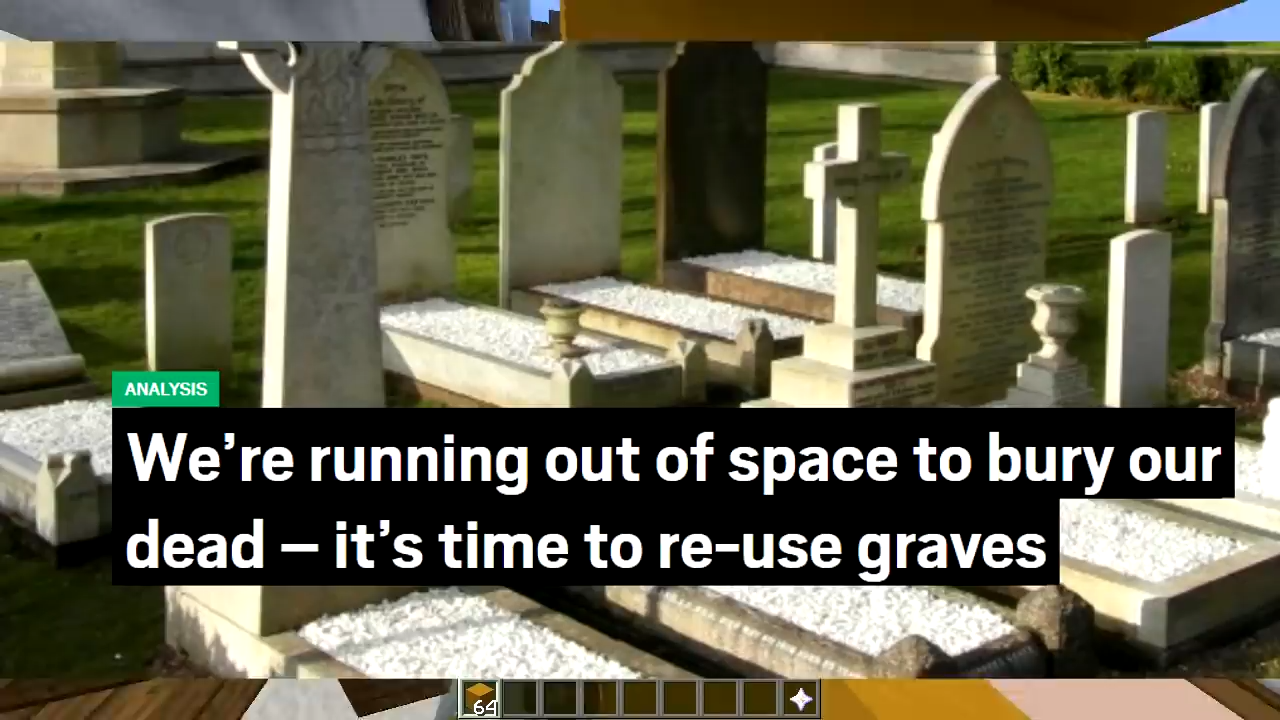 ANALYSIS
We’re running out of space to bury our
dead – it’s time to re-use graves
64